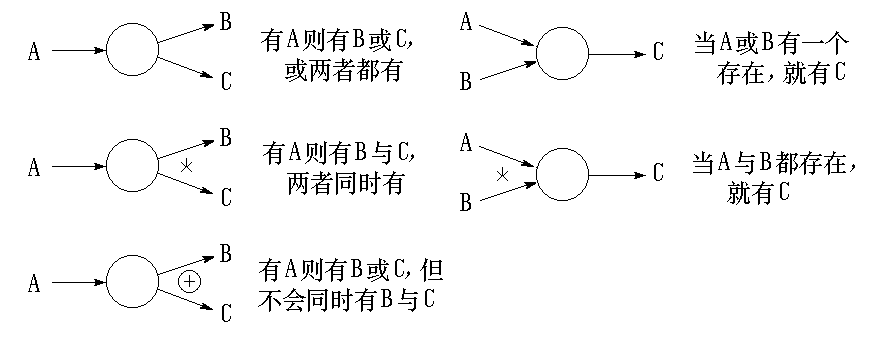 A
B
C
有A则有B或C,
或两者都有
A
B
C
当A或B有一个
存在,就有C
A
B
C
*
有A则有B与C,
两者同时有
A
B
*
C
当A与B都存在,
就有C
A
B
C
+
有A则有B或C,但
不会同时有B与C